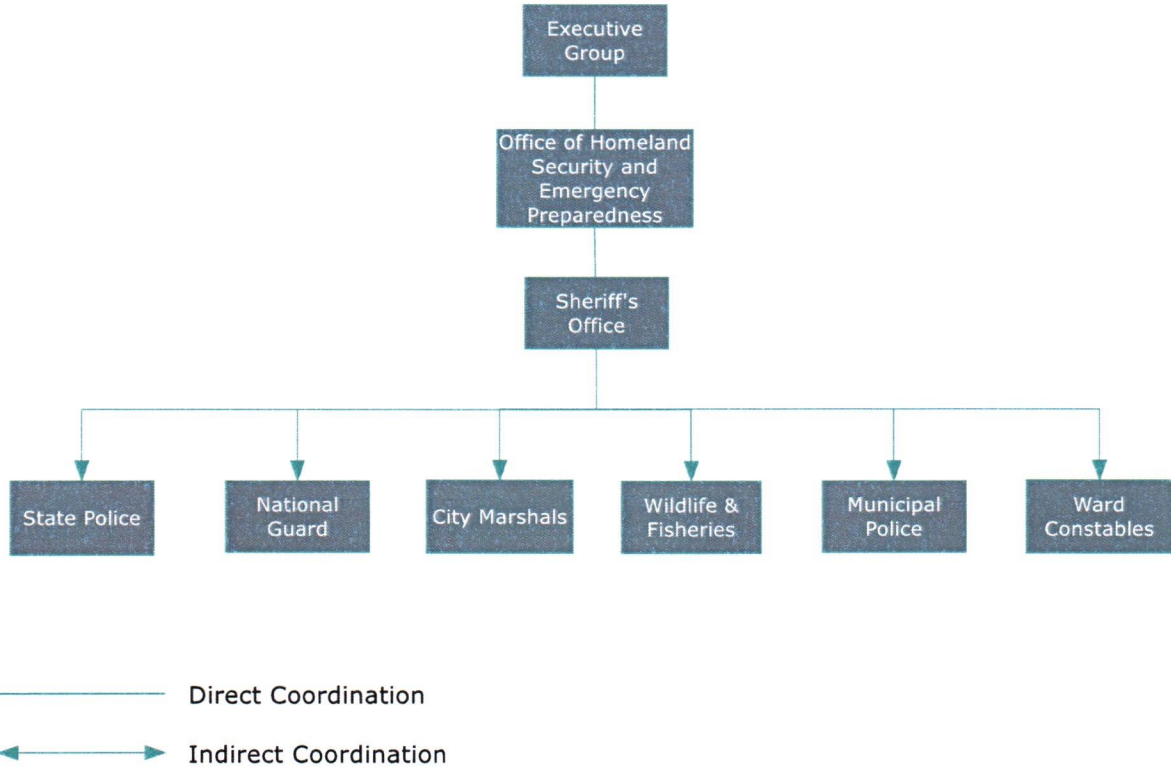 Executive
Group
Office of Homeland
Security and
Emergency
Preparedness
Sheriff's
Office
State Police
National
Guard
City Marshals
Wildlife &
Fisheries
Municipal
Police
Ward
Constables
Direct Coordination
Indirect Coordination